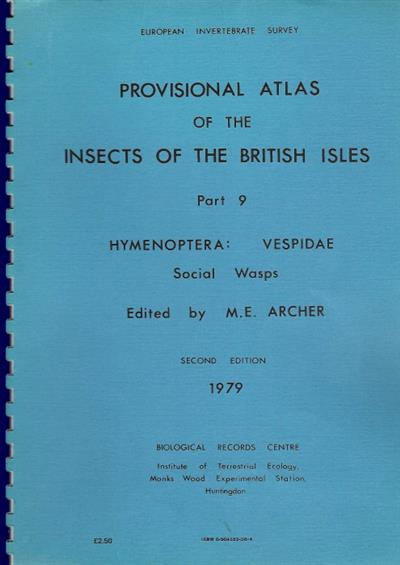 EUROPEAN INVERTEBRATE SURVEY
PROVISIONAL ATLAS
OF THE
INSECTS OF THE BRITISH ISLES
Part 9
HYMENOPTERA: VESPIDAE
Social Wasps
Edited by M.E. ARCHER
SECOND EDITION
1979
BIOLOGICAL RECORDS CENTRE
Institute of Terrestrial Ecology,
Monks Wood Experimental Station,
Huntingdon.
£2.50
ISBN